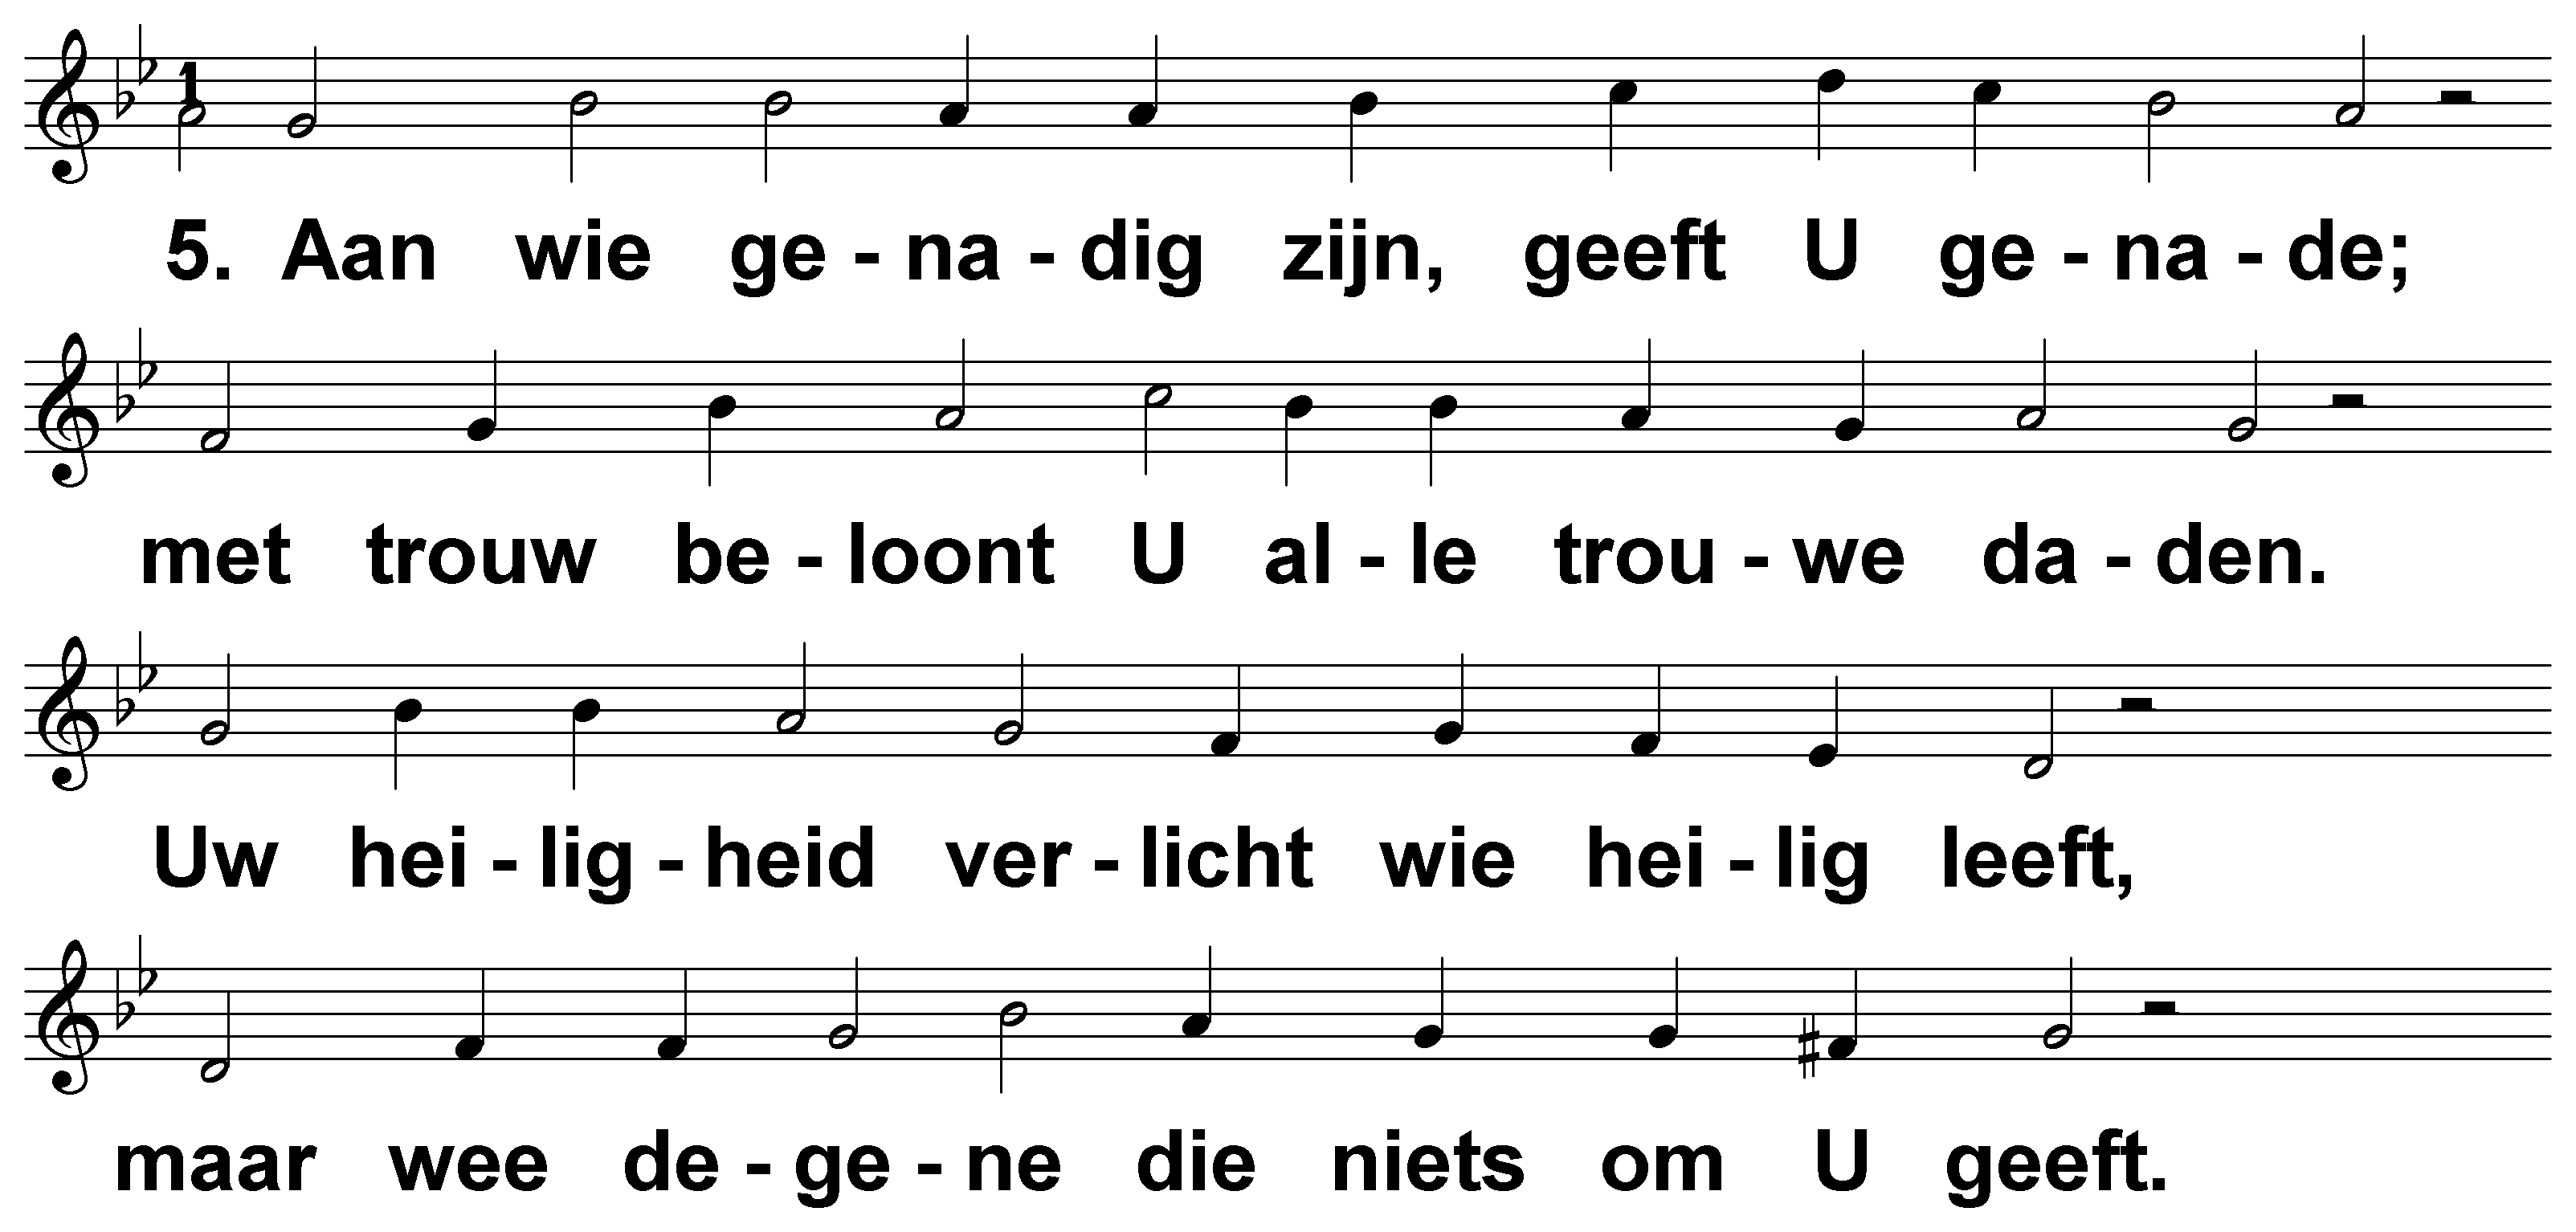 1
5. Aan wie ge - na - dig zijn, geeft U ge - na - de;
met trouw be - loont U al - le trou - we da - den.
Uw hei - lig - heid ver - licht wie hei - lig leeft,
maar wee de - ge - ne die niets om U geeft.